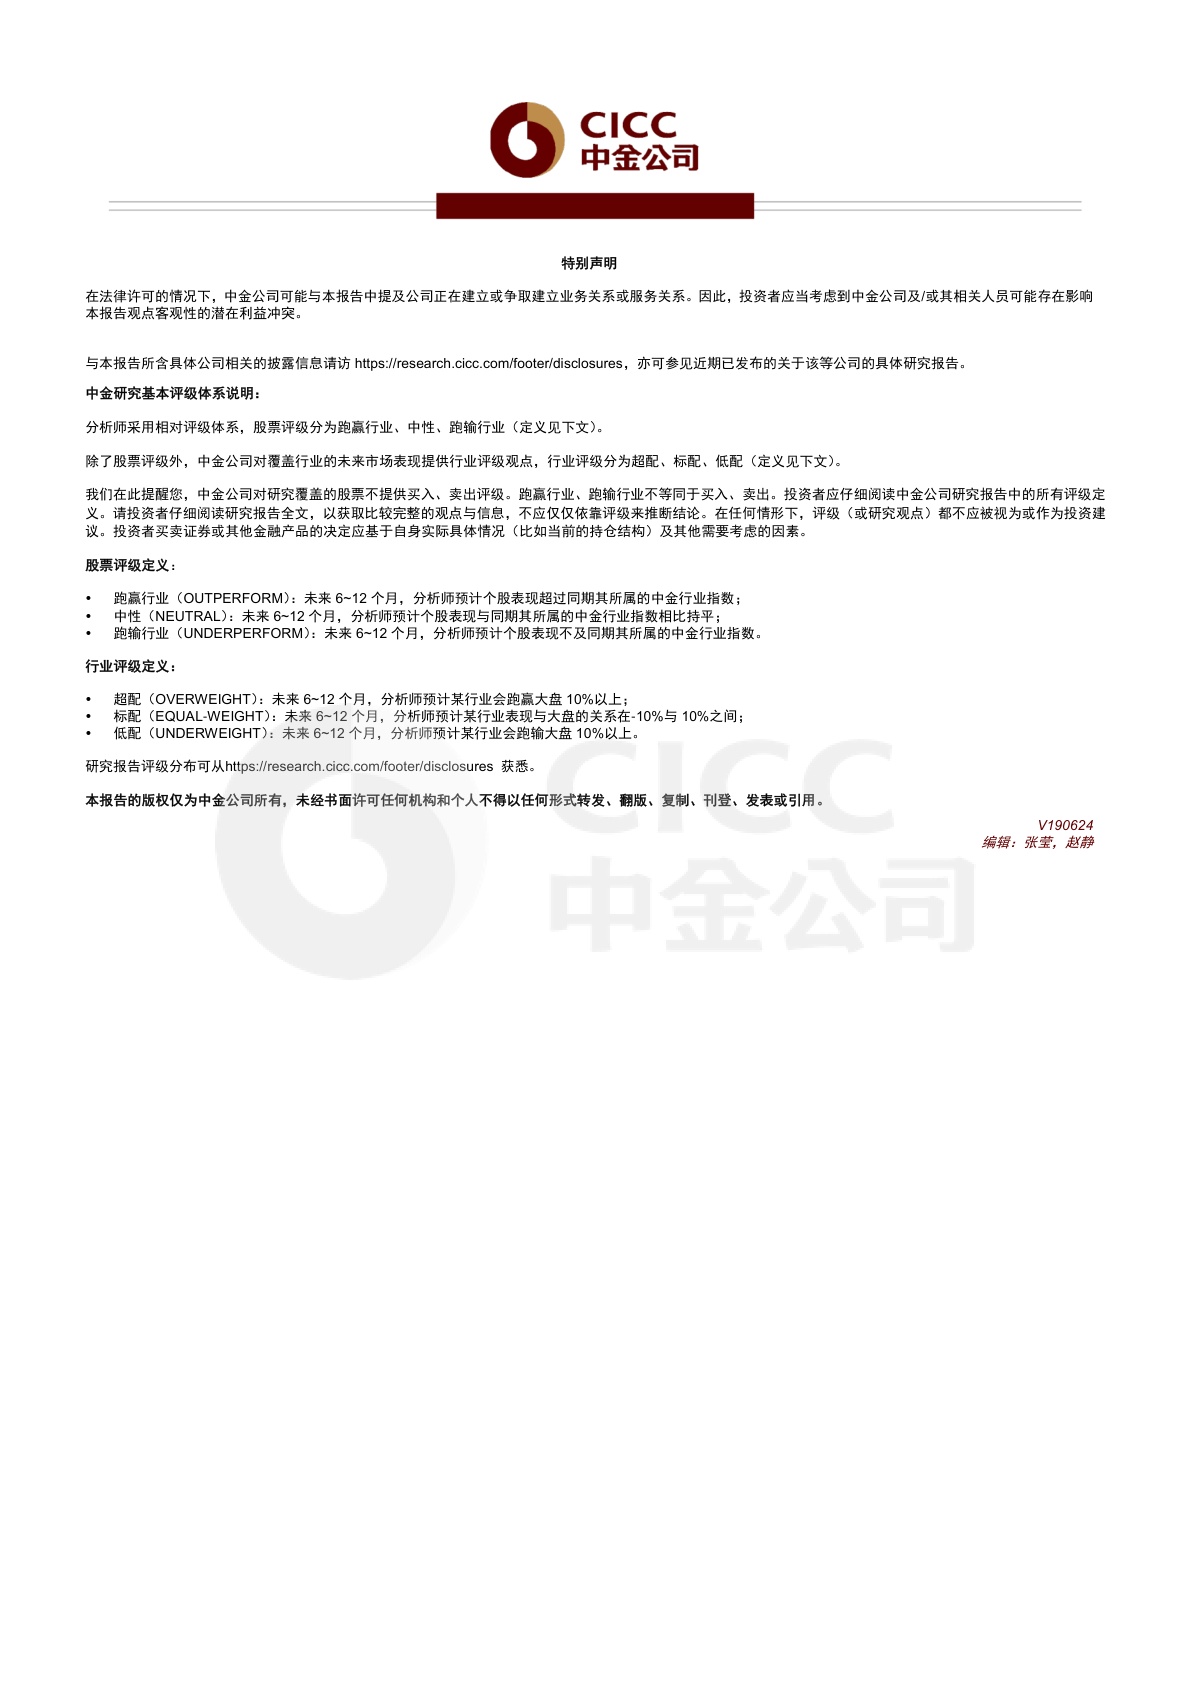 CICC
中金公司
特别声明
在法律许可的情况下，中金公司可能与本报告中提及公司正在建立或争取建立业务关系或服务关系。因此，投资者应当考虑到中金公司及/或其相关人员可能存在影响
本报告观点客观性的潜在利益冲突。
与本报告所含具体公司相关的披露信息请访 https://research.cicc.com/footer/disclosures，亦可参见近期已发布的关于该等公司的具体研究报告。
中金研究基本评级体系说明：
分析师采用相对评级体系，股票评级分为跑赢行业、中性、跑输行业（定义见下文）。
除了股票评级外，中金公司对覆盖行业的未来市场表现提供行业评级观点，行业评级分为超配、标配、低配（定义见下文）。
我们在此提醒您，中金公司对研究覆盖的股票不提供买入、卖出评级。跑赢行业、跑输行业不等同于买入、卖出。投资者应仔细阅读中金公司研究报告中的所有评级定
义。请投资者仔细阅读研究报告全文，以获取比较完整的观点与信息，不应仅仅依靠评级来推断结论。在任何情形下，评级（或研究观点）都不应被视为或作为投资建
议。投资者买卖证券或其他金融产品的决定应基于自身实际具体情况（比如当前的持仓结构）及其他需要考虑的因素。
股票评级定义：
• 跑赢行业（OUTPERFORM）：未来 6~12 个月，分析师预计个股表现超过同期其所属的中金行业指数；
• 中性（NEUTRAL）：未来 6~12 个月，分析师预计个股表现与同期其所属的中金行业指数相比持平；
• 跑输行业（UNDERPERFORM）：未来 6~12 个月，分析师预计个股表现不及同期其所属的中金行业指数。
行业评级定义：
• 超配（OVERWEIGHT）：未来 6~12 个月，分析师预计某行业会跑赢大盘 10%以上；
• 标配（EQUAL-WEIGHT）：未来 6~12 个月，分析师预计某行业表现与大盘的关系在-10%与 10%之间；
• 低配（UNDERWEIGHT）：未来 6~12 个月，分析师预计某行业会跑输大盘 10%以上。
研究报告评级分布可从https://research.cicc.com/footer/disclosures 获悉。
本报告的版权仅为中金公司所有，未经书面许可任何机构和个人不得以任何形式转发、翻版、复制、刊登、发表或引用。
V190624
编辑：张莹，赵静
CICC
中金公司